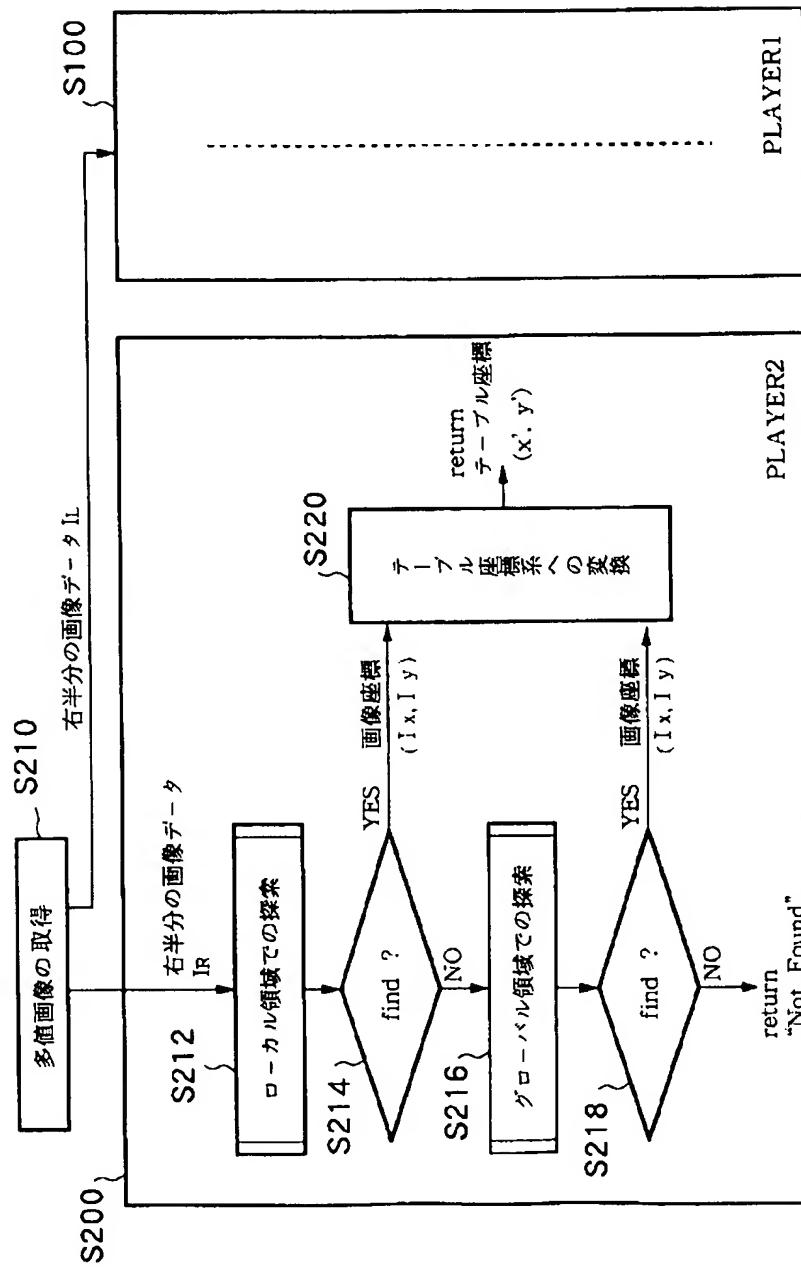 S210
多値画像の取得
右半分の画像データ IL
S100
S200
右半分の画像データ
IR
S212
ローカル領域での探索
S214
find ?
YES
画像座標
(Ix, Iy)
NO
S216
グローバル領域での探索
S218
find ?
YES
画像座標
(Ix, Iy)
NO
return
"Not Found"
S220
テーブル座標系への変換
return
テーブル座標
(x', y')
PLAYER2
PLAYER1